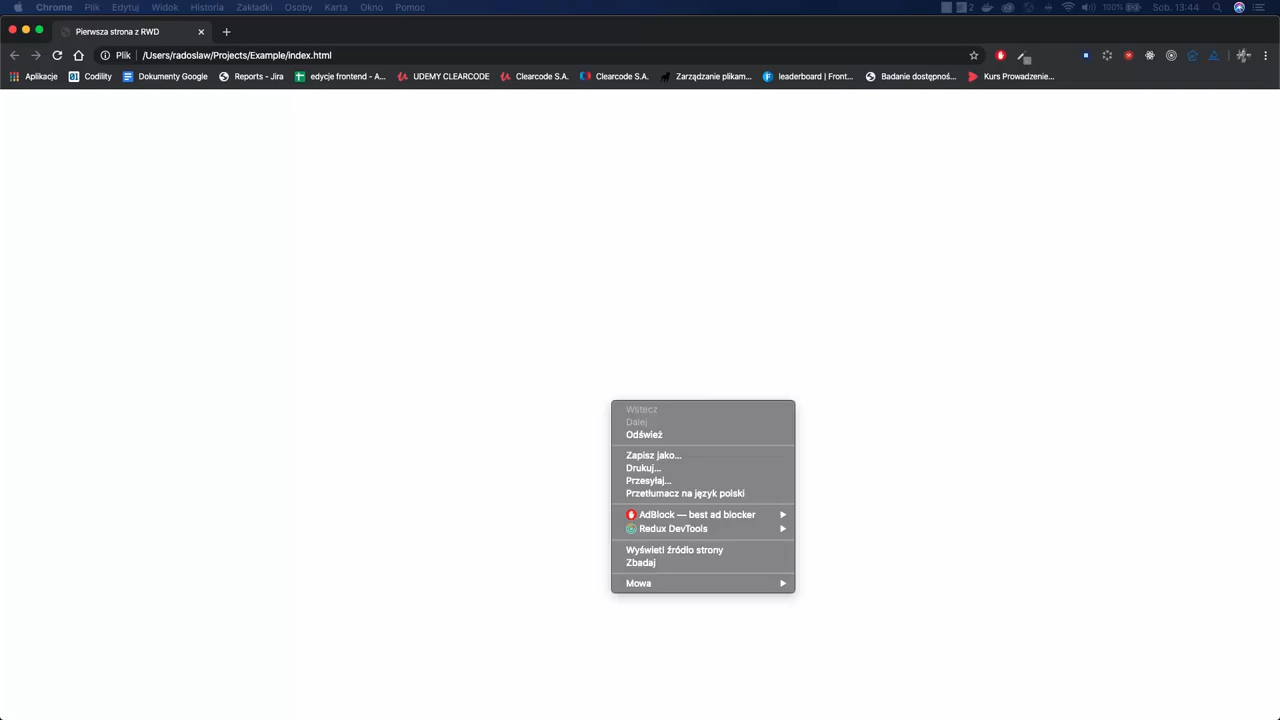 Chrome Plik Edytuj Widok Historia Zakładki Osoby Karta Okno Pomoc 2 100% Sob. 13:44
Pierwsza strona z RWD
Plik /Users/radoslaw/Projects/Example/index.html
Aplikacje Codility Dokumenty Google Reports - Jira edycje frontend - A... UDEMY CLEARCODE Clearcode S.A. Clearcode S.A. Zarządzanie plikam... leaderboard | Front... Badanie dostępnoś... Kurs Prowadzenie...
Wstecz
Dalej
Odśwież
Zapisz jako...
Drukuj...
Przesyłaj...
Przetłumacz na język polski
AdBlock — best ad blocker
Redux DevTools
Wyświetl źródło strony
Zbadaj
Mowa